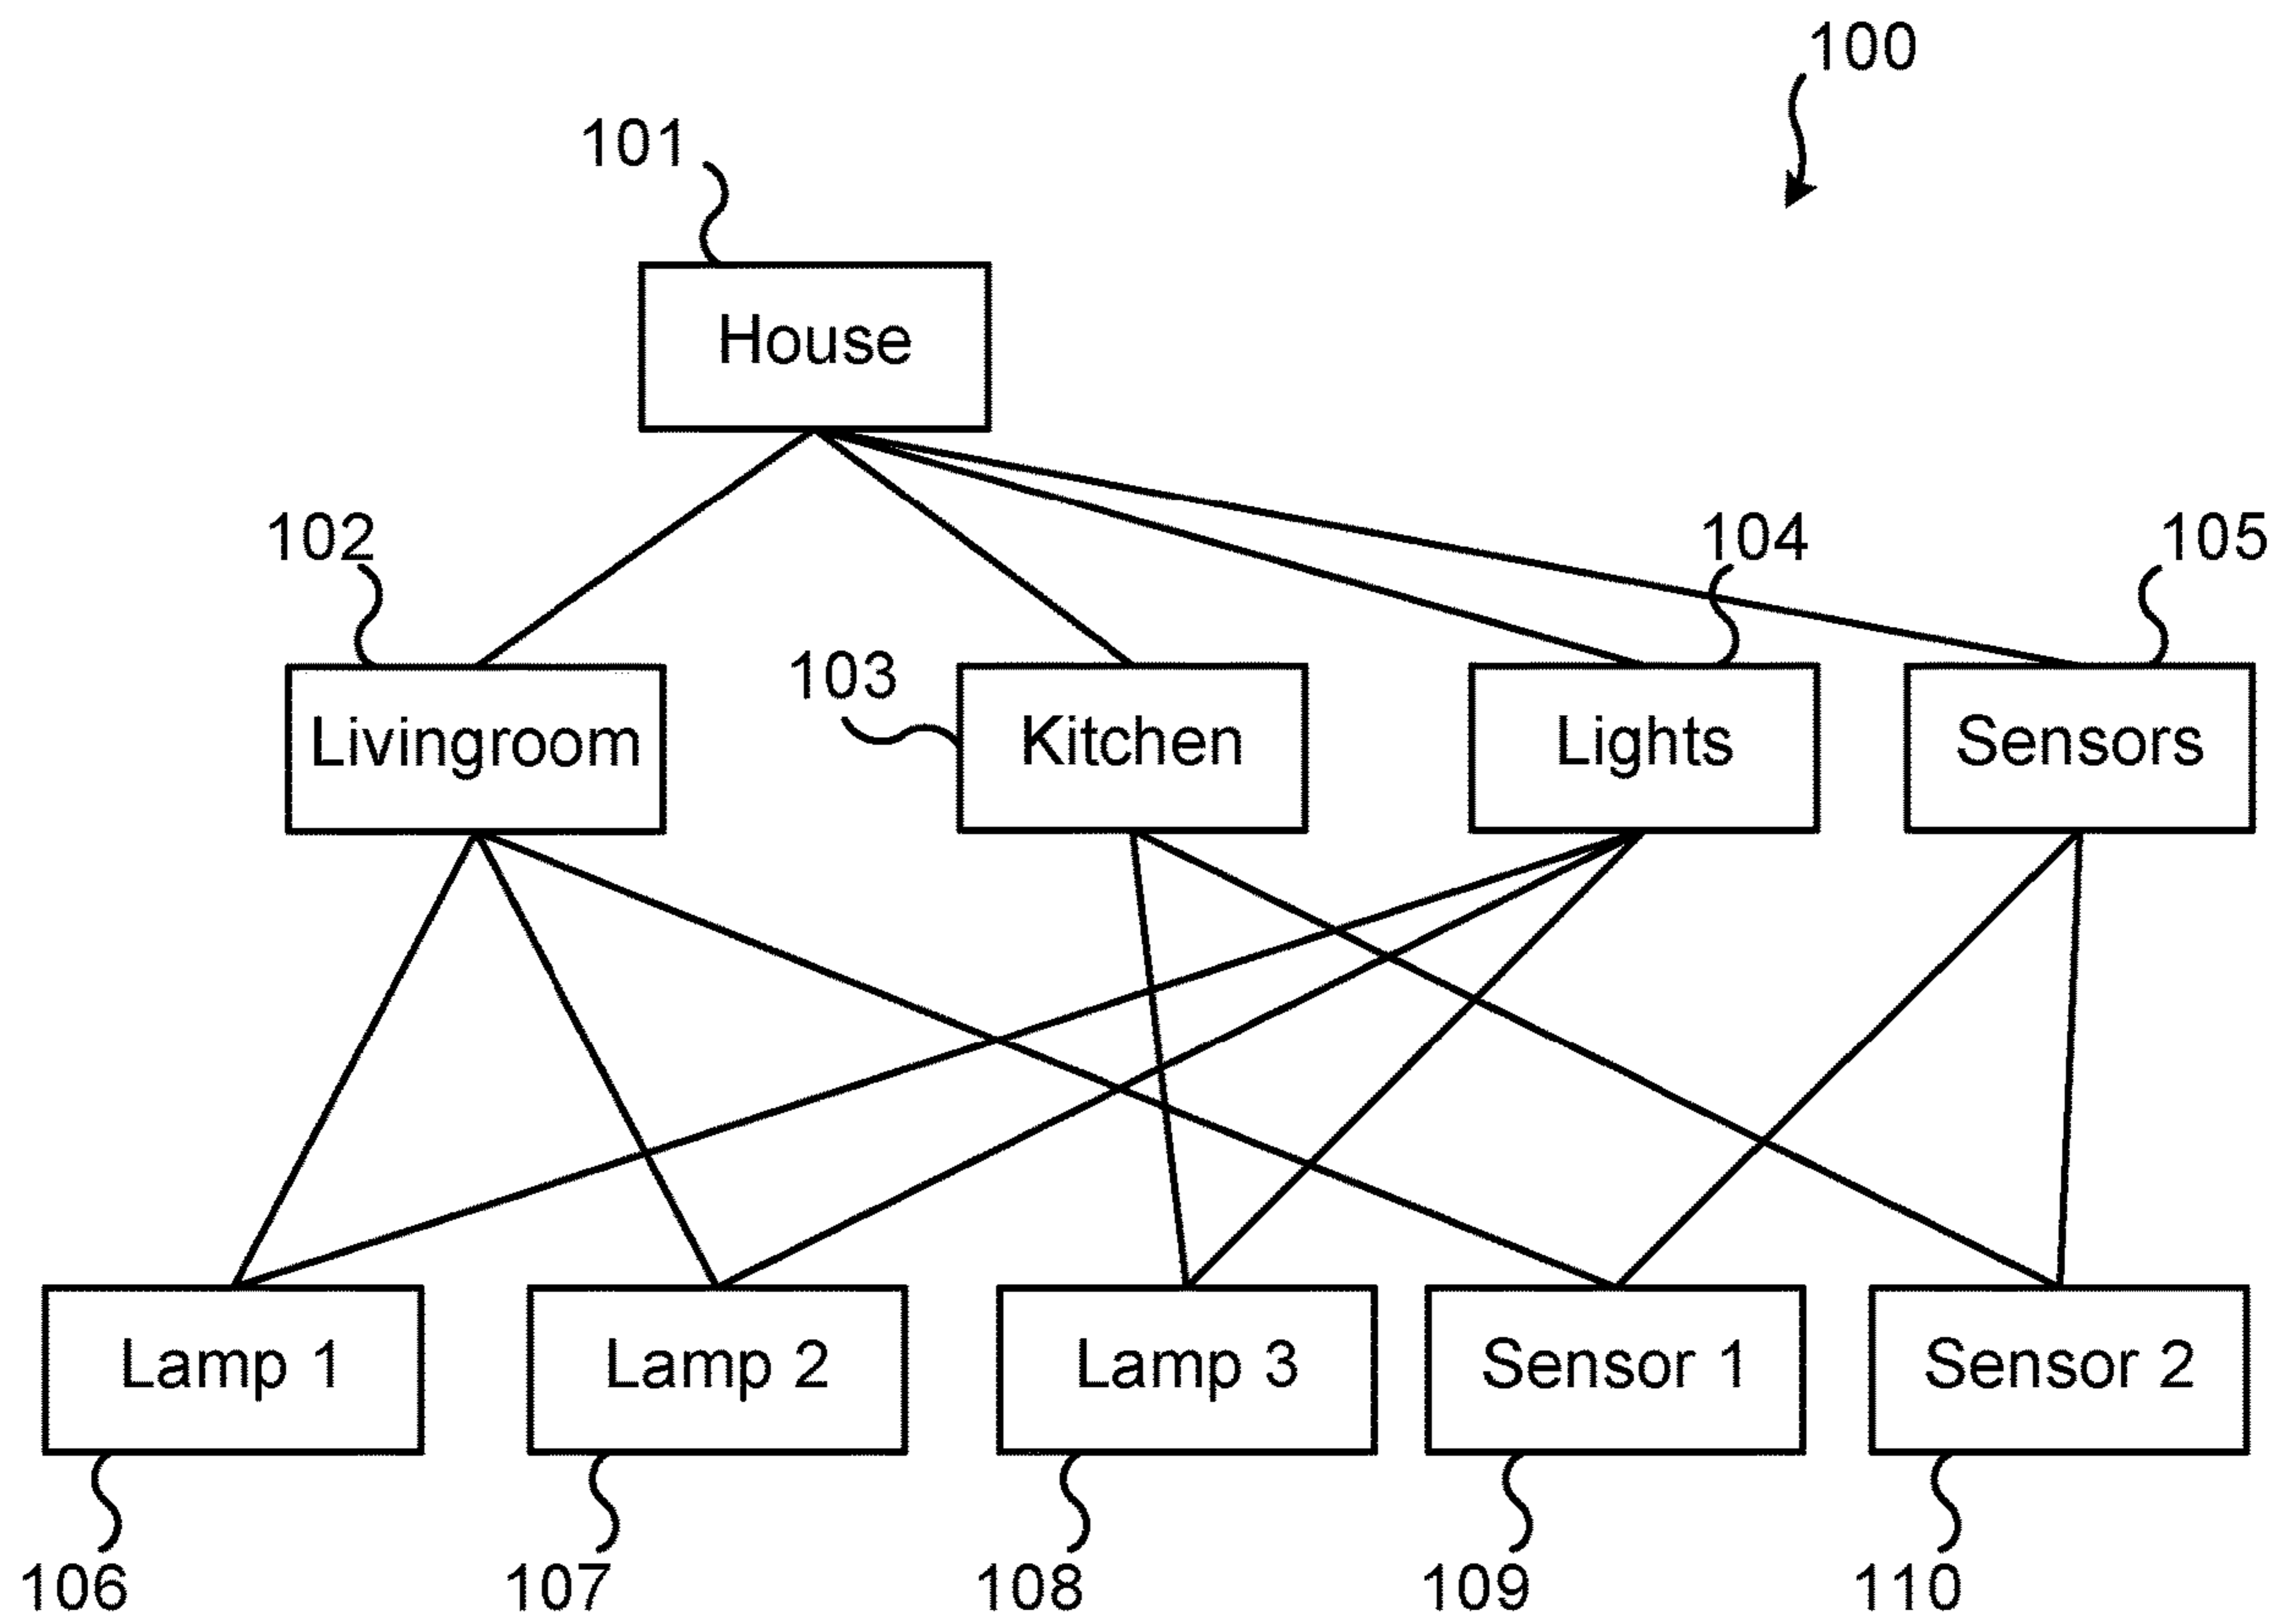 100
101
House
102
104
105
103
Livingroom
Kitchen
Lights
Sensors
Lamp 1
Lamp 2
Lamp 3
Sensor 1
Sensor 2
106
107
108
109
110